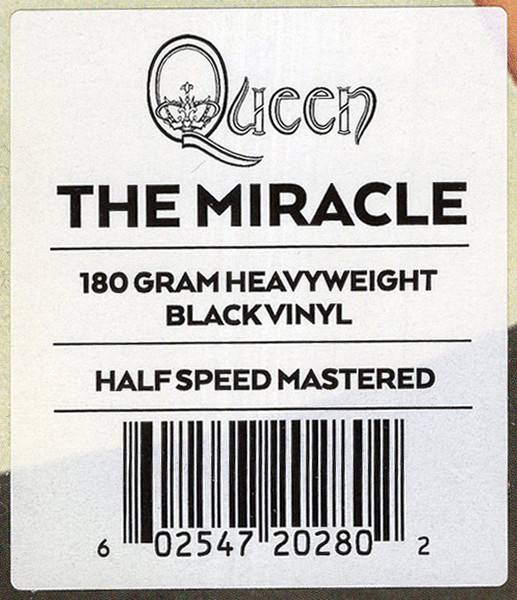 Queen
THE MIRACLE
180 GRAM HEAVYWEIGHT
BLACK VINYL
HALF SPEED MASTERED
6 02547 20280 2